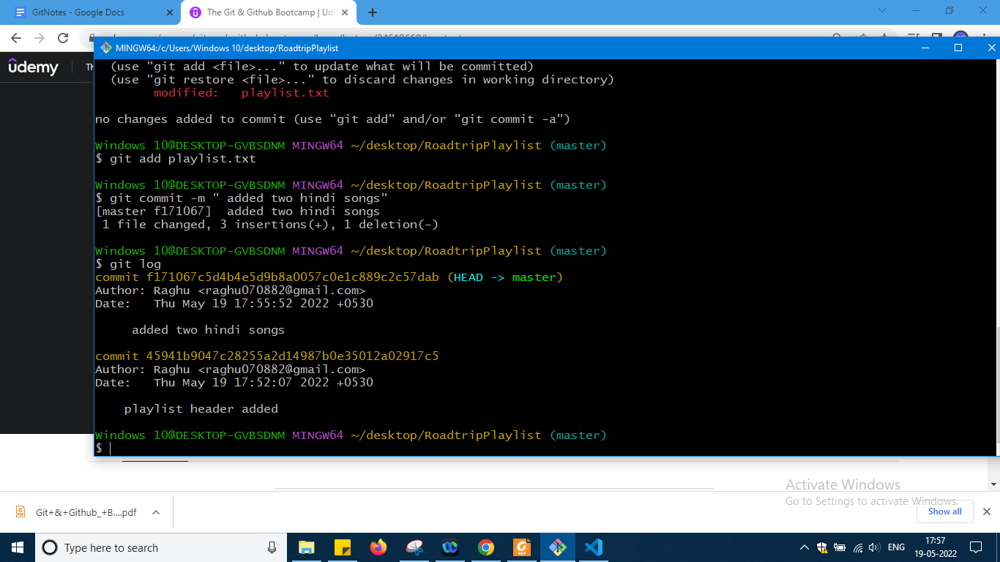 GitNotes - Google Docs
The Git & Github Bootcamp | Ud
MINGW64:/c/Users/Windows 10/desktop/RoadtripPlaylist
ûdemy
(use "git add <file>..." to update what will be committed)
(use "git restore <file>..." to discard changes in working directory)
modified:   playlist.txt
no changes added to commit (use "git add" and/or "git commit -a")
Windows 10@DESKTOP-GVBSDNM MINGW64 ~/desktop/RoadtripPlaylist (master)
$ git add playlist.txt
Windows 10@DESKTOP-GVBSDNM MINGW64 ~/desktop/RoadtripPlaylist (master)
$ git commit -m " added two hindi songs"
[master f171067]  added two hindi songs
1 file changed, 3 insertions(+), 1 deletion(-)
Windows 10@DESKTOP-GVBSDNM MINGW64 ~/desktop/RoadtripPlaylist (master)
$ git log
commit f171067c5d4b4e5d9b8a0057c0e1c889c2c57dab (HEAD -> master)
Author: Raghu <raghu070882@gmail.com>
Date:   Thu May 19 17:55:52 2022 +0530
added two hindi songs
commit 45941b9047c28255a2d14987b0e35012a02917c5
Author: Raghu <raghu070882@gmail.com>
Date:   Thu May 19 17:52:07 2022 +0530
playlist header added
Windows 10@DESKTOP-GVBSDNM MINGW64 ~/desktop/RoadtripPlaylist (master)
$
Activate Windows
Go to Settings to activate Windows.
Git+&+Github_+B....pdf
Show all
Type here to search
ENG
17:57
19-05-2022